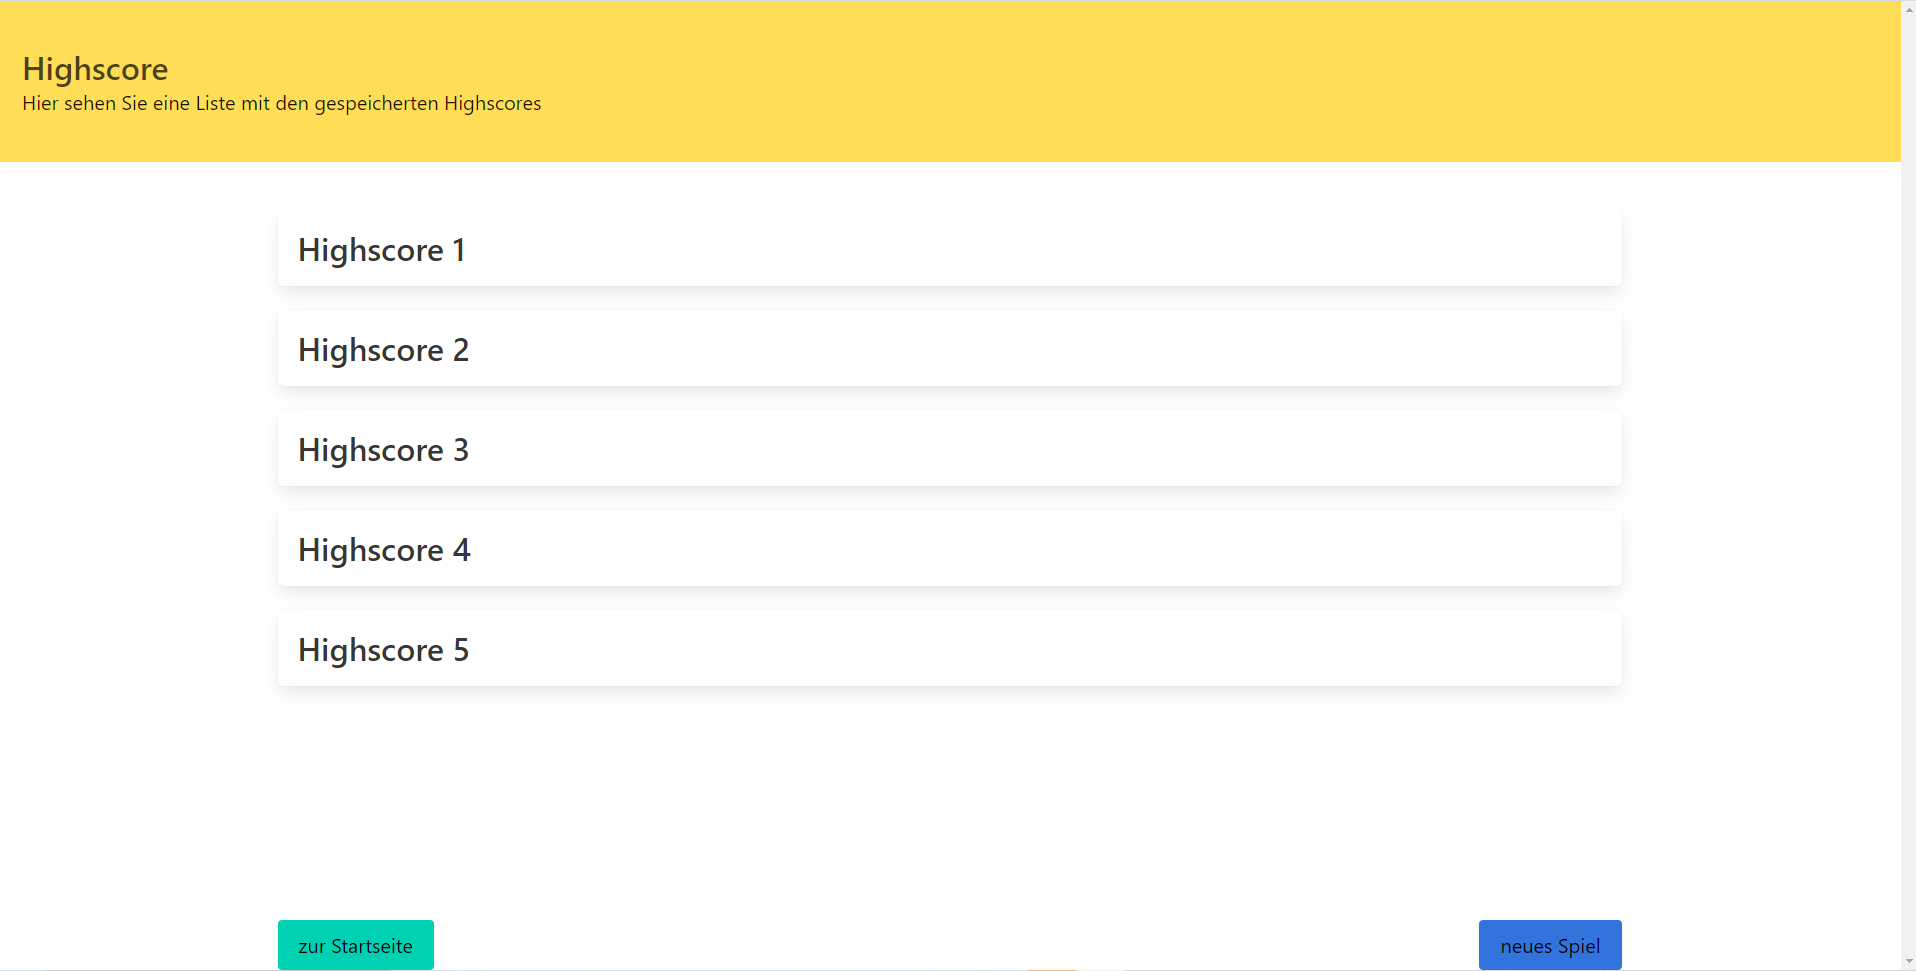 Highscore
Hier sehen Sie eine Liste mit den gespeicherten Highscores
Highscore 1
Highscore 2
Highscore 3
Highscore 4
Highscore 5
zur Startseite
neues Spiel